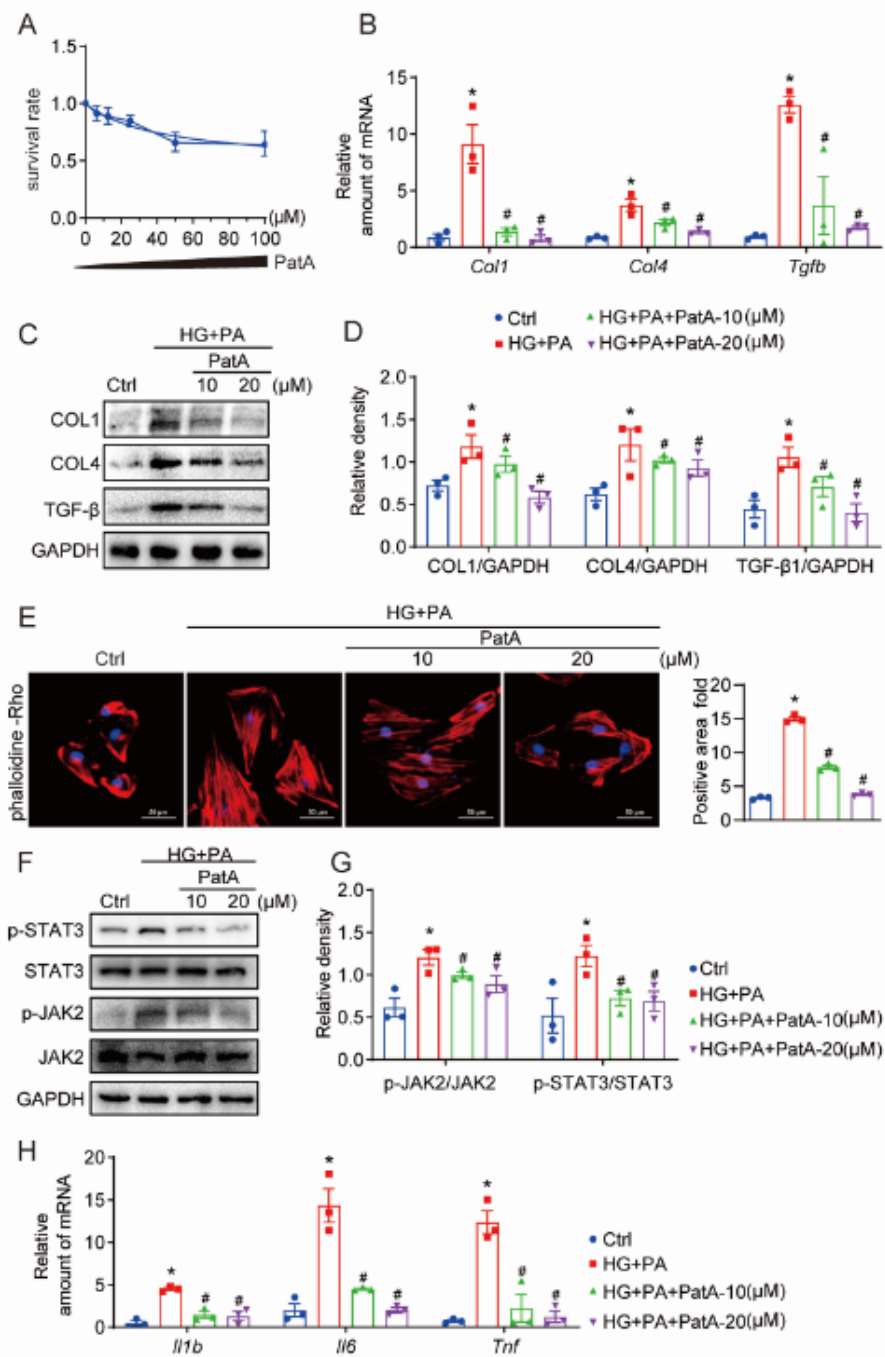 A
survival rate
1.5
1.0
0.5
0.0
0 20 40 60 80 100
(μM)
PatA
B
Relative
amount of mRNA
15
10
5
0
* # #
* # #
* # #
Col1 Col4 Tgfb
C
HG+PA
PatA
Ctrl 10 20 (μM)
COL1
COL4
TGF-β
GAPDH
D
Ctrl HG+PA+PatA-10(μM)
HG+PA HG+PA+PatA-20(μM)
Relative density
2.0
1.5
1.0
0.5
0.0
* # #
* # #
* # #
COL1/GAPDH COL4/GAPDH TGF-β1/GAPDH
E
HG+PA
PatA
Ctrl 10 20 (μM)
phalloidine -Rho
50 μm 50 μm 50 μm 50 μm
Positive area fold
20
15
10
5
0
* # #
F
HG+PA
PatA
Ctrl 10 20 (μM)
p-STAT3
STAT3
p-JAK2
JAK2
GAPDH
G
Relative density
2.0
1.5
1.0
0.5
0.0
* # #
* # #
p-JAK2/JAK2 p-STAT3/STAT3
Ctrl
HG+PA
HG+PA+PatA-10(μM)
HG+PA+PatA-20(μM)
H
Relative
amount of mRNA
20
15
10
5
0
* # #
* # #
* # #
Il1b Il6 Tnf
Ctrl
HG+PA
HG+PA+PatA-10(μM)
HG+PA+PatA-20(μM)